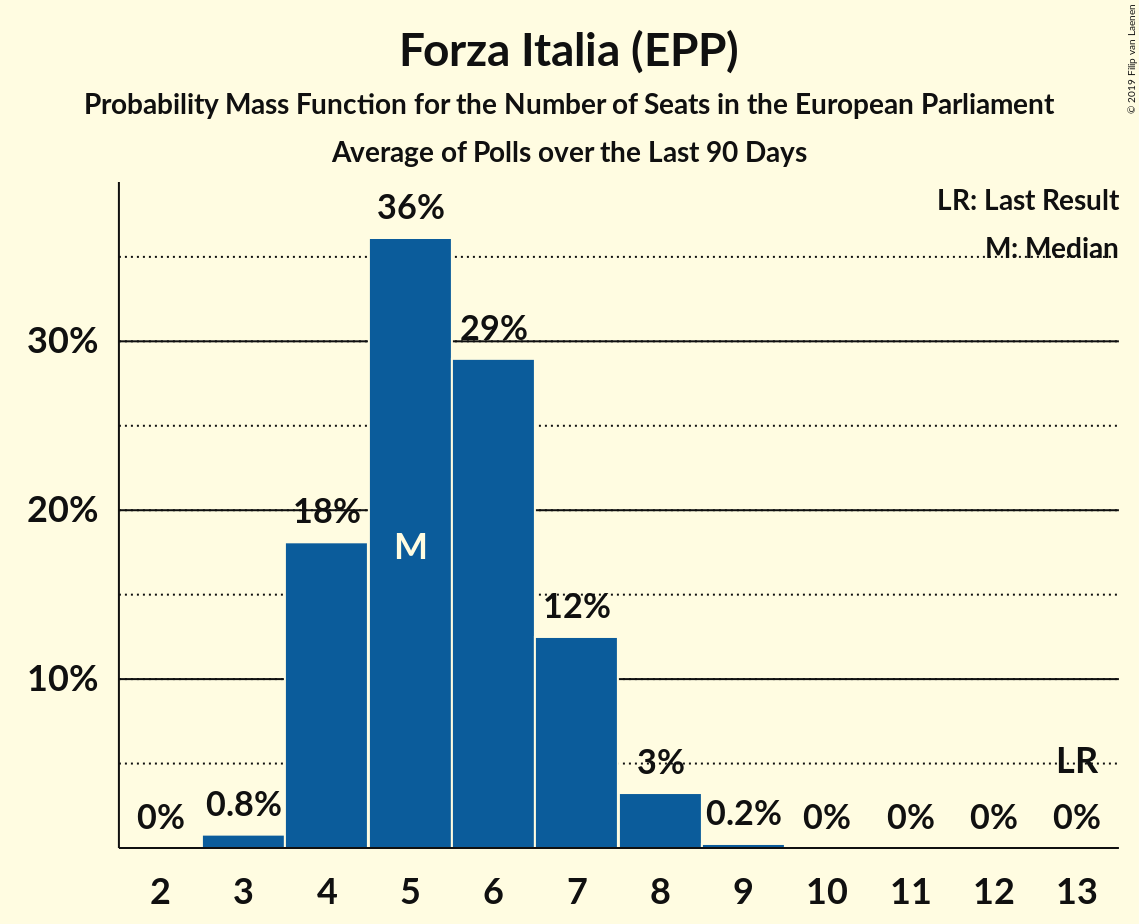 Forza Italia (EPP)
Probability Mass Function for the Number of Seats in the European Parliament
Average of Polls over the Last 90 Days
© 2019 Filip van Laenen
LR: Last Result
M: Median
30%
20%
10%
0%
0.8%
18%
36%
M
29%
12%
3%
0.2%
0%
0%
0%
LR
0%
2 3 4 5 6 7 8 9 10 11 12 13